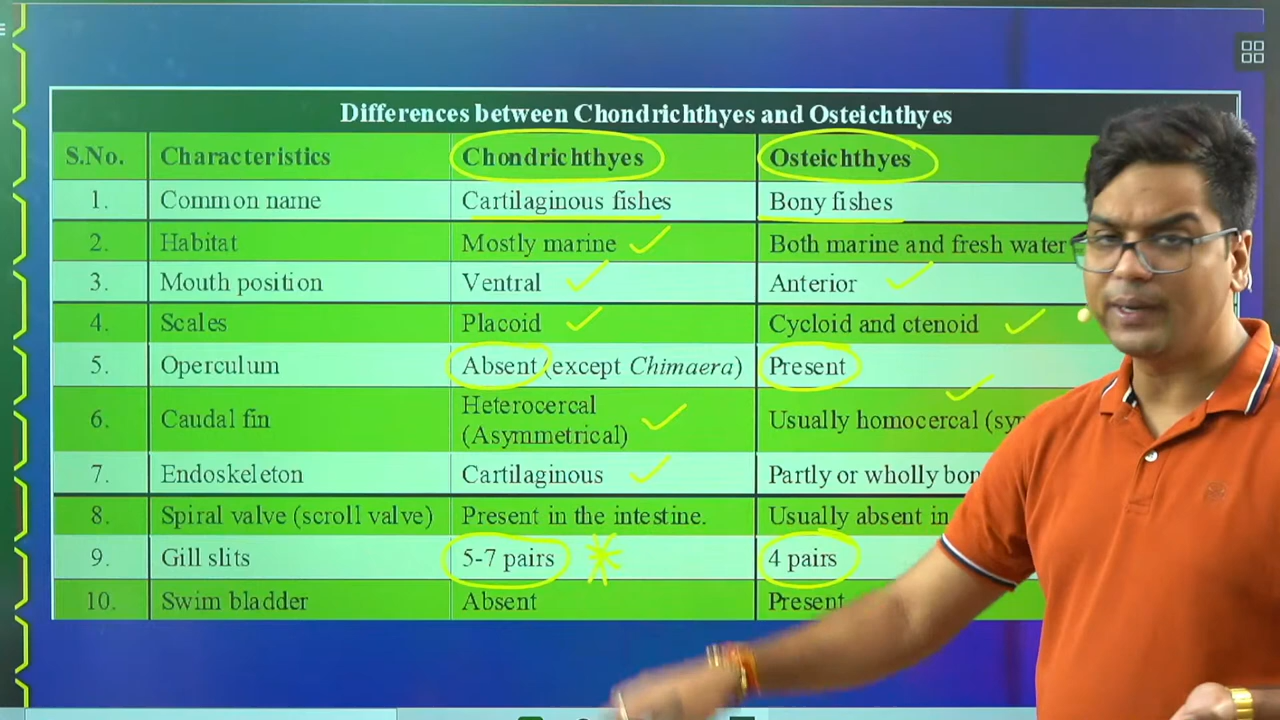 Differences between Chondrichthyes and Osteichthyes
S.No. Characteristics Chondrichthyes Osteichthyes
1. Common name Cartilaginous fishes Bony fishes
2. Habitat Mostly marine Both marine and fresh water
3. Mouth position Ventral Anterior
4. Scales Placoid Cycloid and ctenoid
5. Operculum Absent (except Chimaera) Present
6. Caudal fin Heterocercal (Asymmetrical) Usually homocercal
7. Endoskeleton Cartilaginous Partly or wholly
8. Spiral valve (scroll valve) Present in the intestine. Usually absent in
9. Gill slits 5-7 pairs 4 pairs
10. Swim bladder Absent Present